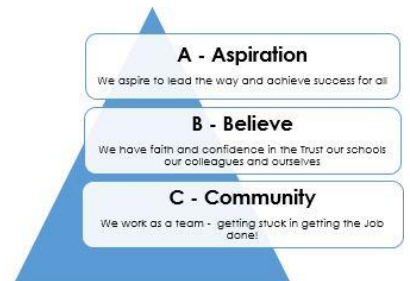 A - Aspiration
We aspire to lead the way and achieve success for all
B - Believe
We have faith and confidence in the Trust our schools
our colleagues and ourselves
C - Community
We work as a team - getting stuck in getting the Job
done!